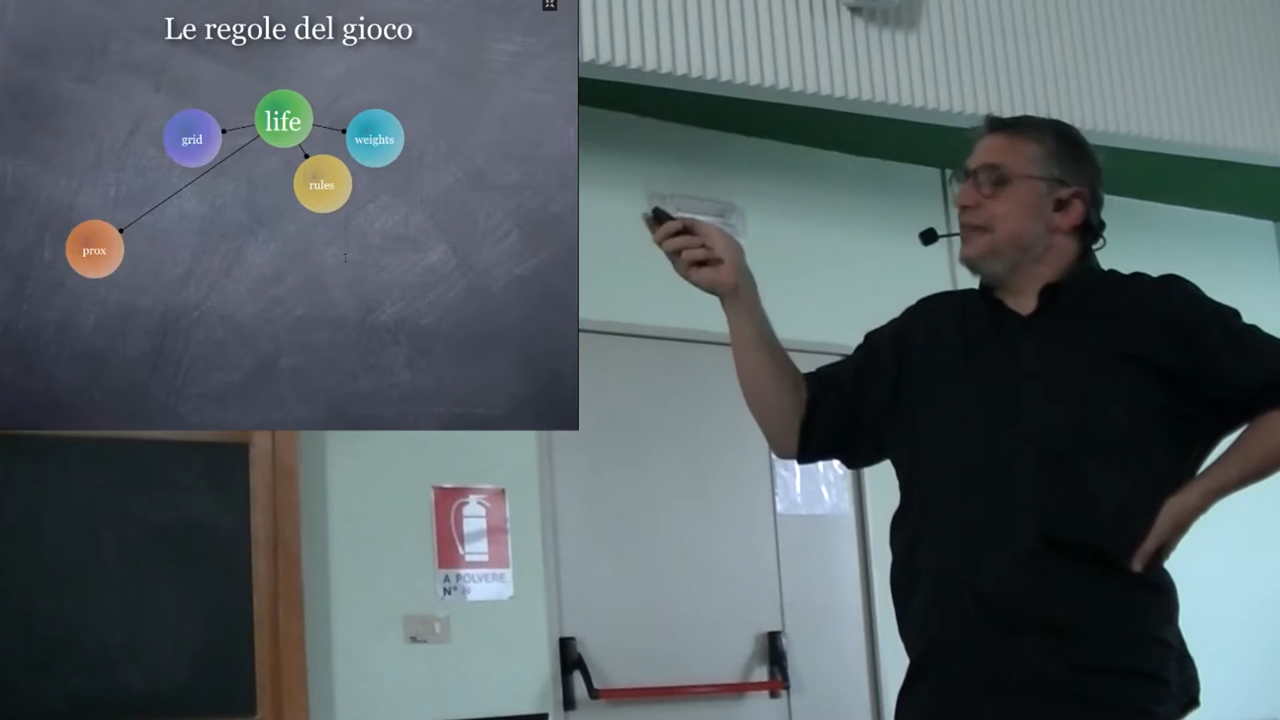 Le regole del gioco
life
grid
weights
rules
prox
A POLVERE
N°